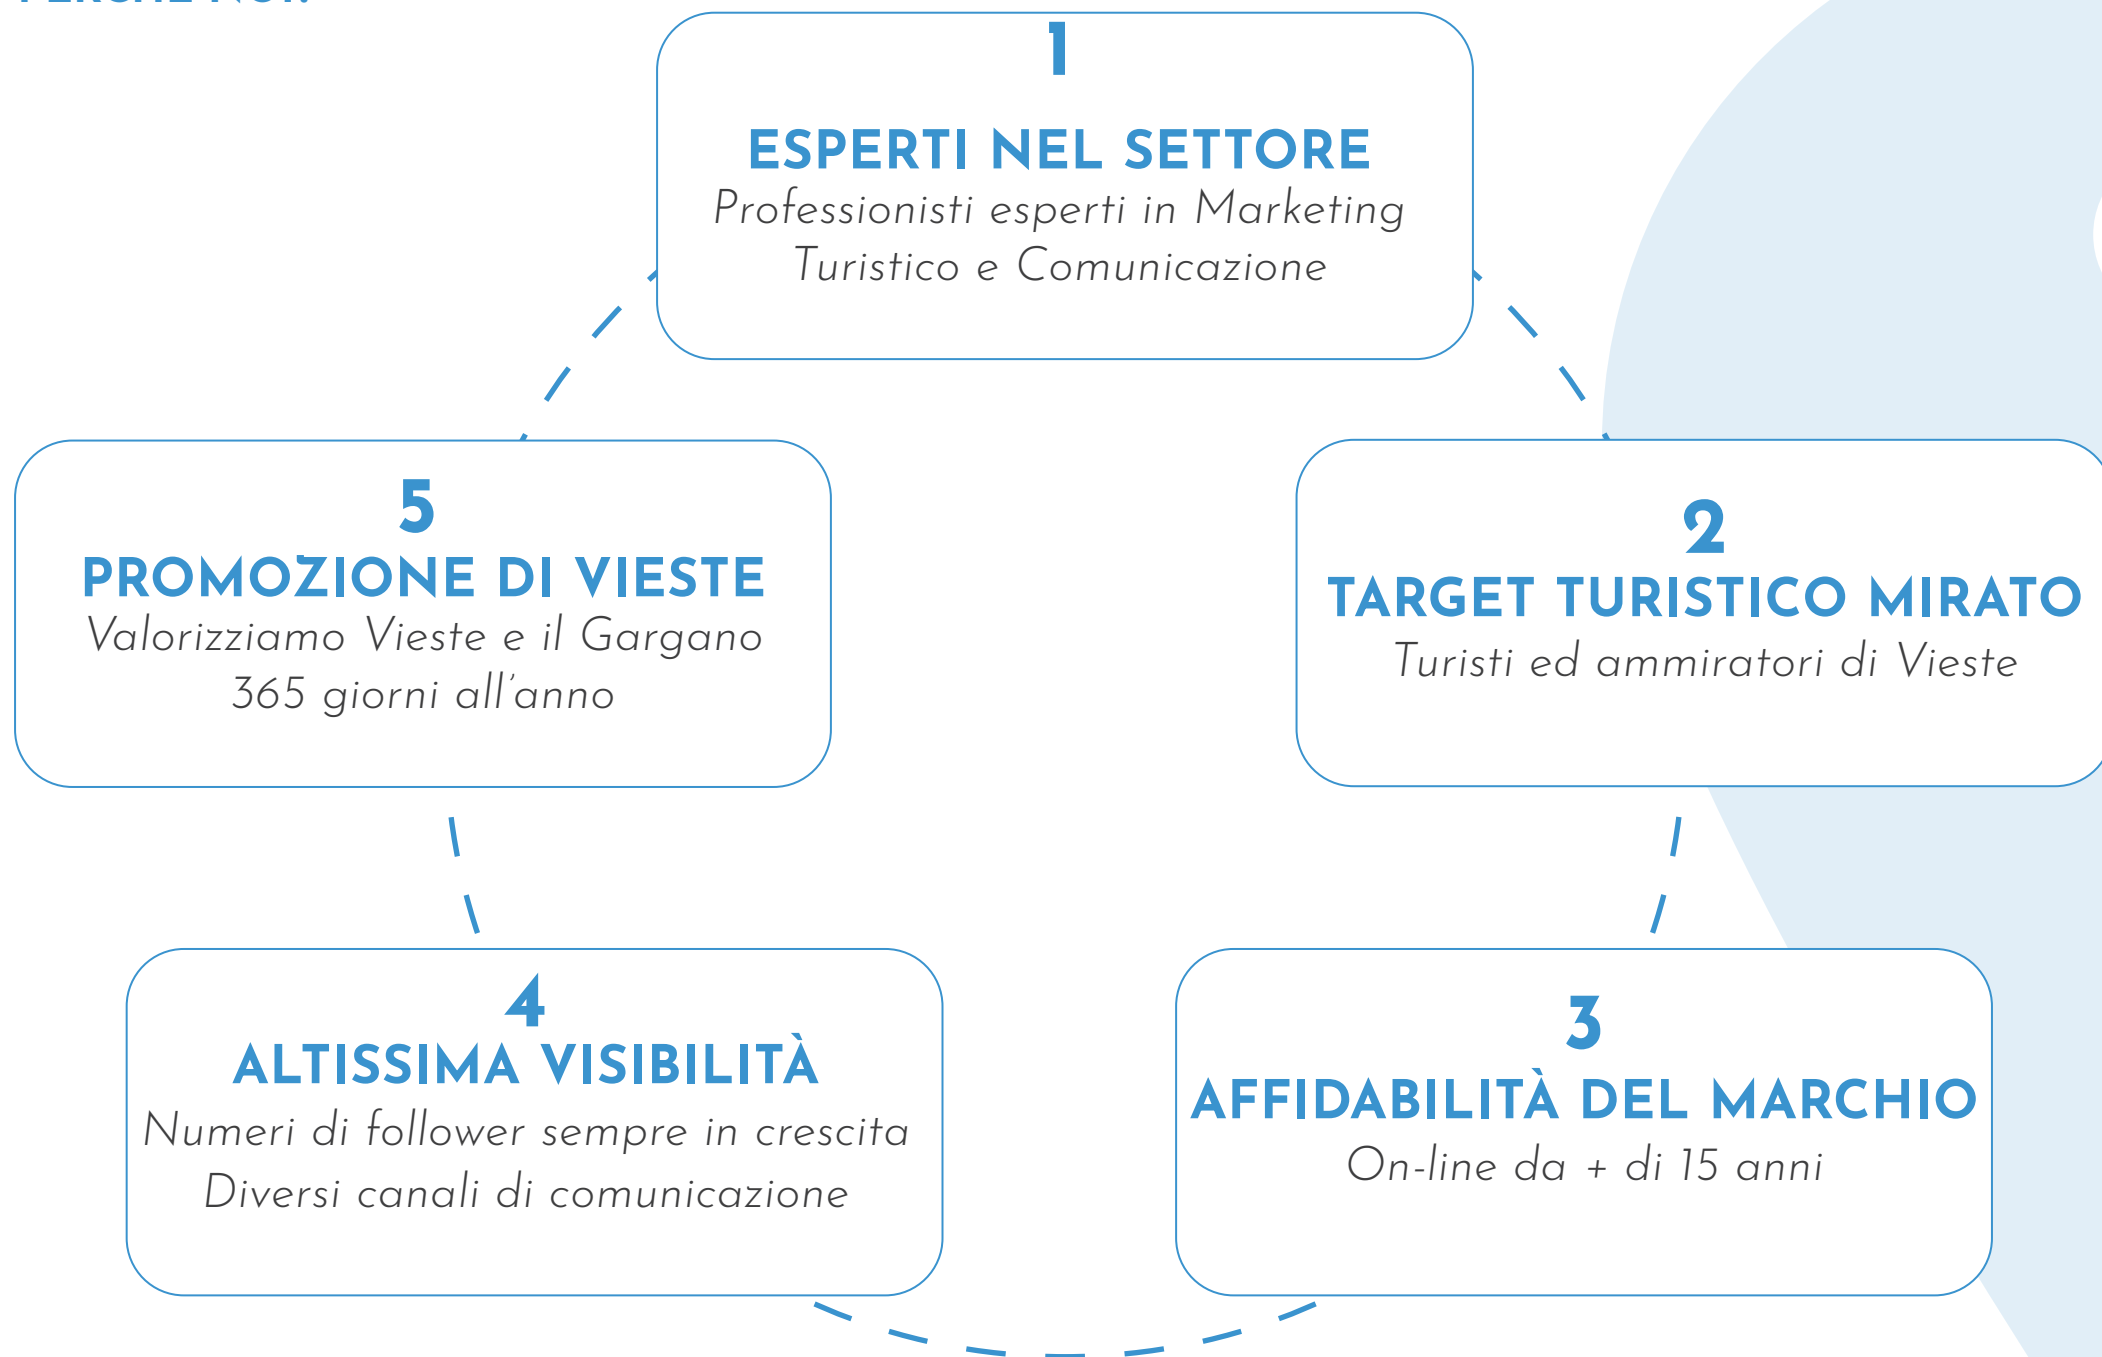 1
ESPERTI NEL SETTORE
Professionisti esperti in Marketing
Turistico e Comunicazione
2
TARGET TURISTICO MIRATO
Turisti ed ammiratori di Vieste
3
AFFIDABILITÀ DEL MARCHIO
On-line da + di 15 anni
4
ALTISSIMA VISIBILITÀ
Numeri di follower sempre in crescita
Diversi canali di comunicazione
5
PROMOZIONE DI VIESTE
Valorizziamo Vieste e il Gargano
365 giorni all'anno